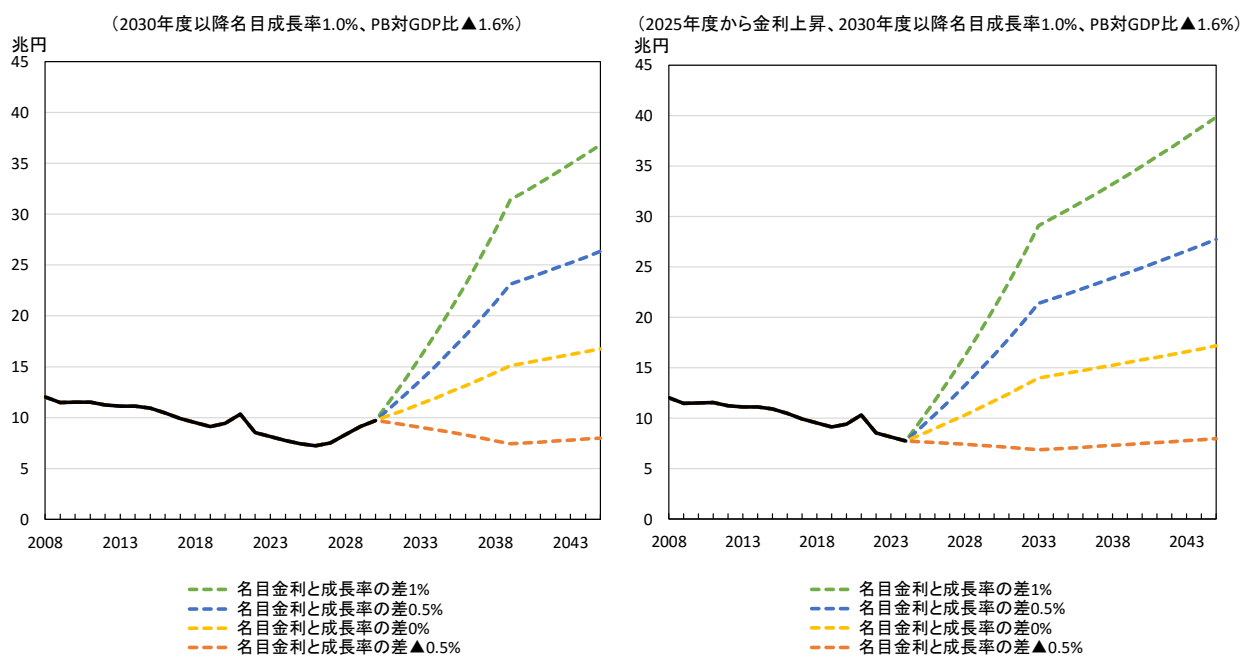 （2030年度以降名目成長率1.0%、PB対GDP比▲1.6%）
兆円
45
40
35
30
25
20
15
10
5
0
2008 2013 2018 2023 2028 2033 2038 2043
名目金利と成長率の差1%
名目金利と成長率の差0.5%
名目金利と成長率の差0%
名目金利と成長率の差▲0.5%
（2025年度から金利上昇、2030年度以降名目成長率1.0%、PB対GDP比▲1.6%）
兆円
45
40
35
30
25
20
15
10
5
0
2008 2013 2018 2023 2028 2033 2038 2043
名目金利と成長率の差1%
名目金利と成長率の差0.5%
名目金利と成長率の差0%
名目金利と成長率の差▲0.5%